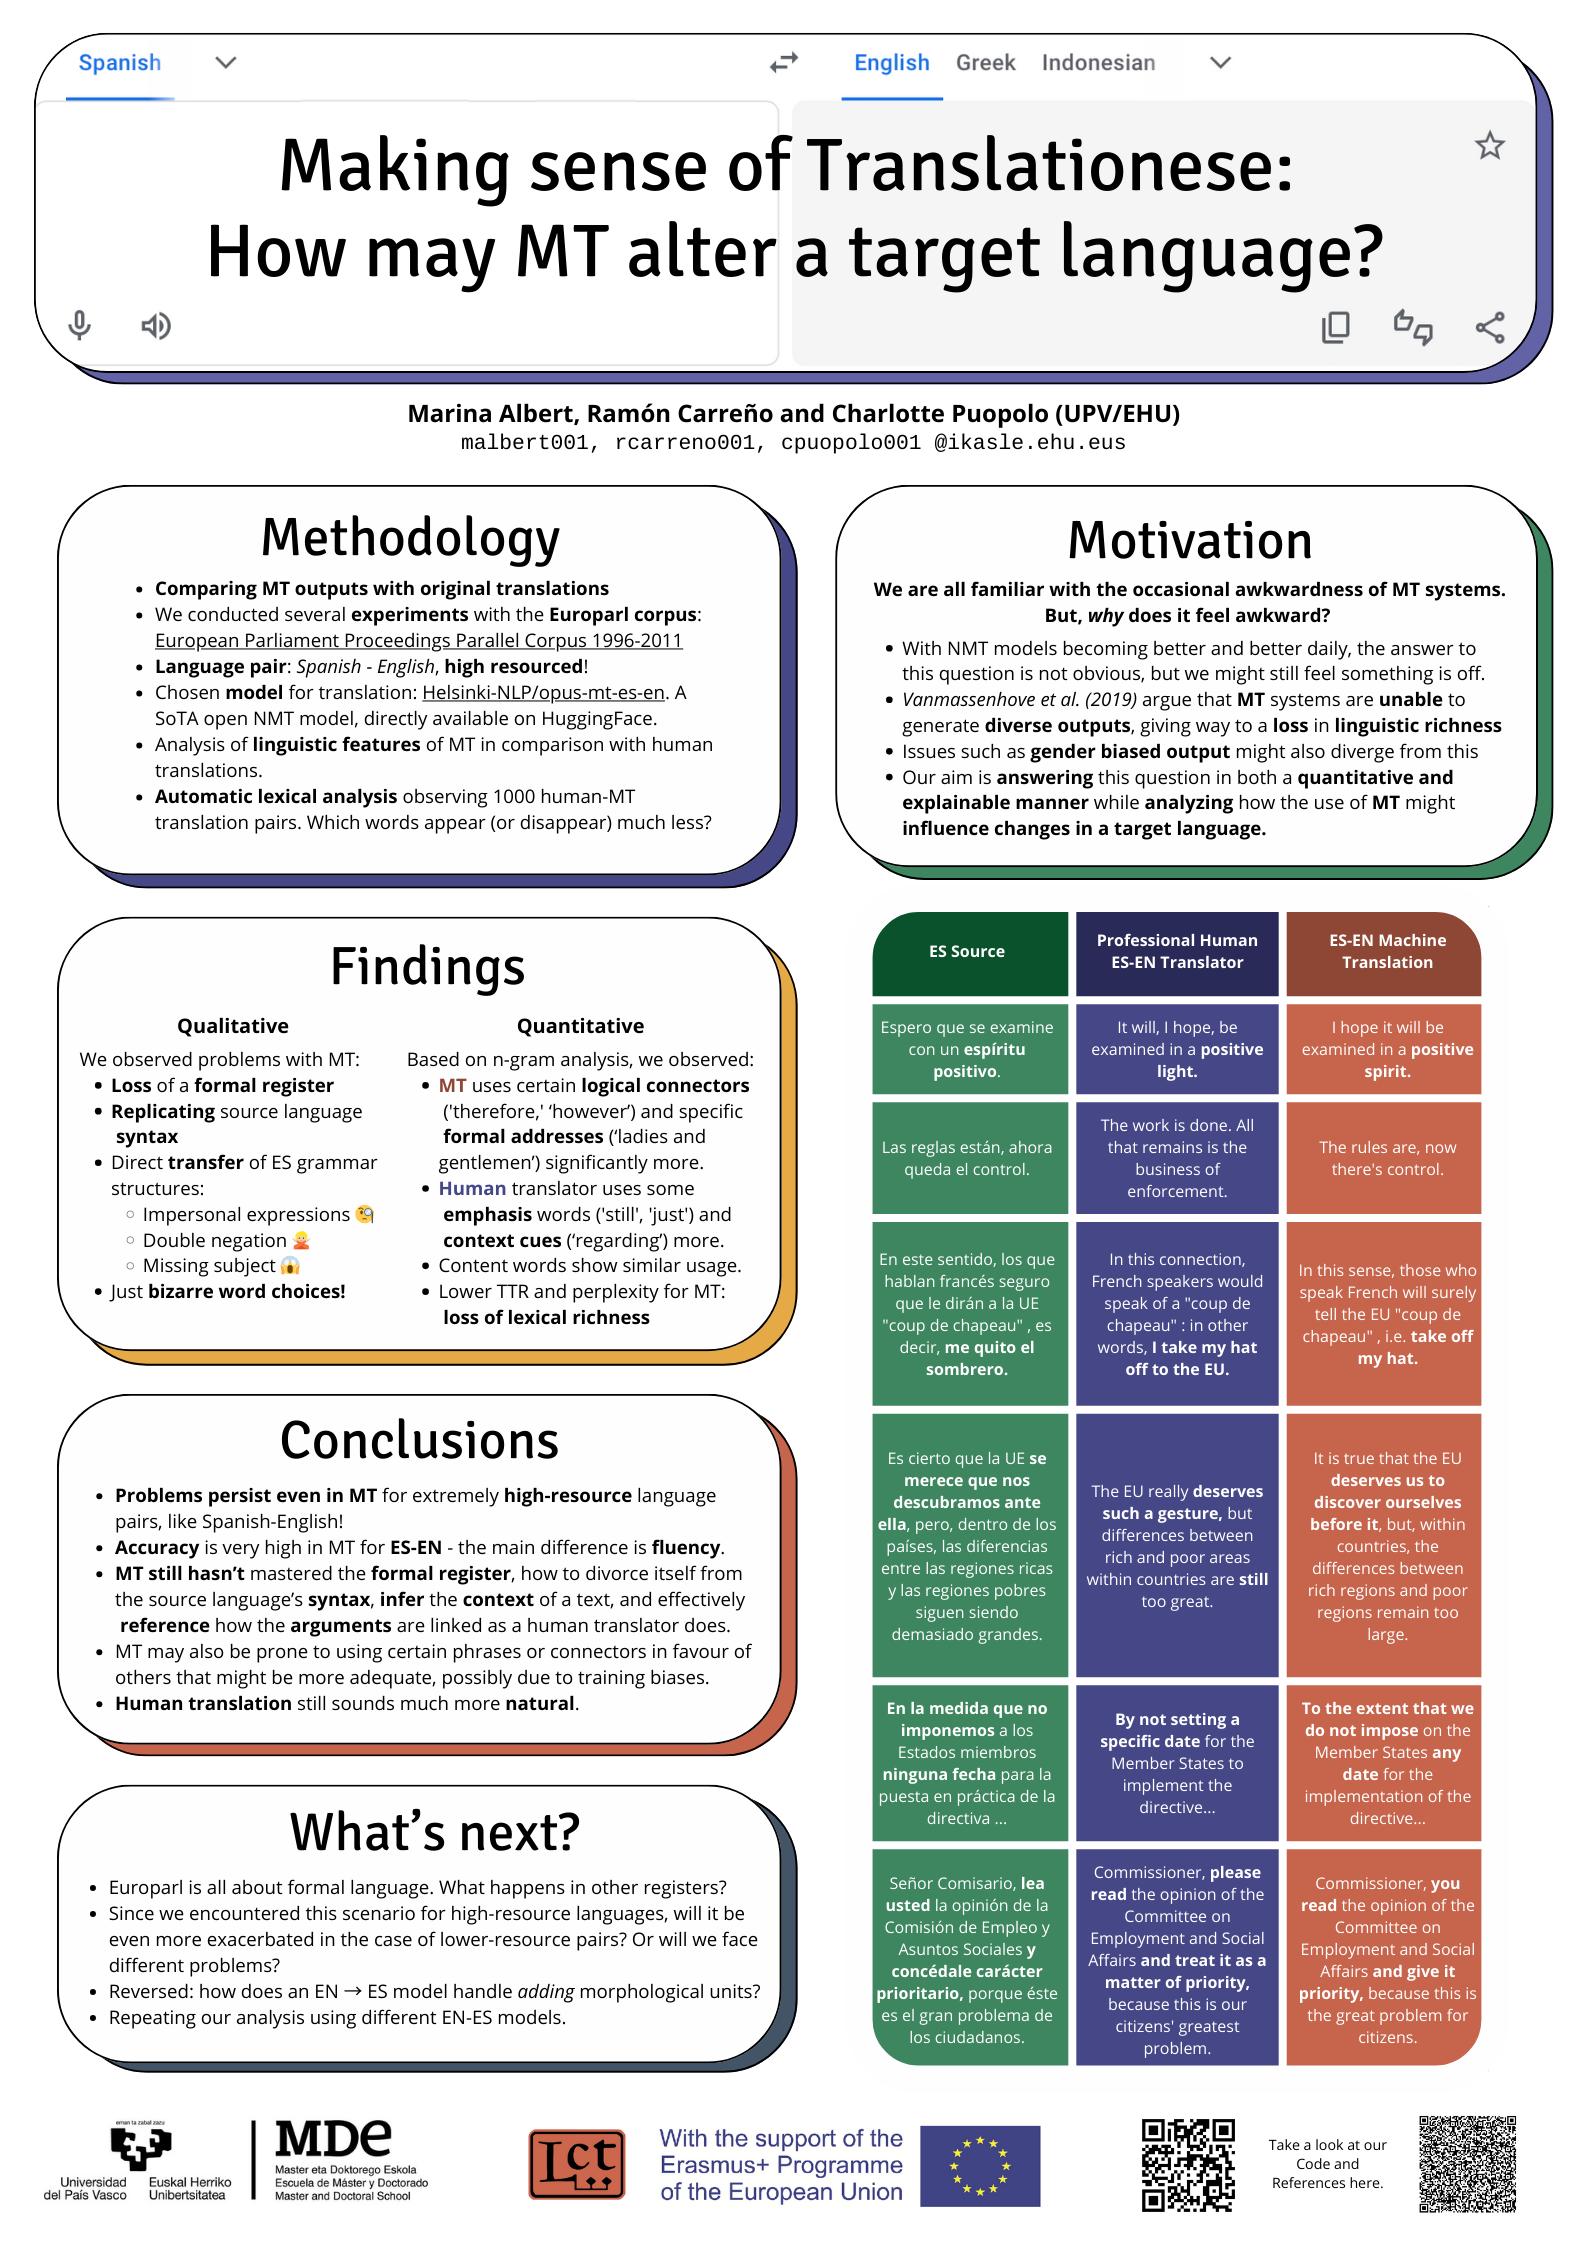 Spanish
English Greek Indonesian
Making sense of Translationese:
How may MT alter a target language?
Marina Albert, Ramón Carreño and Charlotte Puopolo (UPV/EHU)
malbert001, rcarreno001, cpuopolo001 @ikasle.ehu.eus
Methodology
Comparing MT outputs with original translations
We conducted several experiments with the Europarl corpus:
European Parliament Proceedings Parallel Corpus 1996-2011
Language pair: Spanish - English, high resourced!
Chosen model for translation: Helsinki-NLP/opus-mt-es-en. A
SoTA open NMT model, directly available on HuggingFace.
Analysis of linguistic features of MT in comparison with human
translations.
Automatic lexical analysis observing 1000 human-MT
translation pairs. Which words appear (or disappear) much less?
Motivation
We are all familiar with the occasional awkwardness of MT systems.
But, why does it feel awkward?
With NMT models becoming better and better daily, the answer to
this question is not obvious, but we might still feel something is off.
Vanmassenhove et al. (2019) argue that MT systems are unable to
generate diverse outputs, giving way to a loss in linguistic richness
Issues such as gender biased output might also diverge from this
Our aim is answering this question in both a quantitative and
explainable manner while analyzing how the use of MT might
influence changes in a target language.
Findings
Qualitative
We observed problems with MT:
Loss of a formal register
Replicating source language
syntax
Direct transfer of ES grammar
structures:
Impersonal expressions 🧐
Double negation 🙅
Missing subject 😱
Just bizarre word choices!
Quantitative
Based on n-gram analysis, we observed:
MT uses certain logical connectors
('therefore,' ‘however’) and specific
formal addresses (‘ladies and
gentlemen’) significantly more.
Human translator uses some
emphasis words ('still', 'just') and
context cues (‘regarding’) more.
Content words show similar usage.
Lower TTR and perplexity for MT:
loss of lexical richness
Conclusions
Problems persist even in MT for extremely high-resource language
pairs, like Spanish-English!
Accuracy is very high in MT for ES-EN - the main difference is fluency.
MT still hasn’t mastered the formal register, how to divorce itself from
the source language’s syntax, infer the context of a text, and effectively
reference how the arguments are linked as a human translator does.
MT may also be prone to using certain phrases or connectors in favour of
others that might be more adequate, possibly due to training biases.
Human translation still sounds much more natural.
What’s next?
Europarl is all about formal language. What happens in other registers?
Since we encountered this scenario for high-resource languages, will it be
even more exacerbated in the case of lower-resource pairs? Or will we face
different problems?
Reversed: how does an EN → ES model handle adding morphological units?
Repeating our analysis using different EN-ES models.
ES Source
Professional Human
ES-EN Translator
ES-EN Machine
Translation
Espero que se examine
con un espíritu
positivo.
It will, I hope, be
examined in a positive
light.
I hope it will be
examined in a positive
spirit.
Las reglas están, ahora
queda el control.
The work is done. All
that remains is the
business of
enforcement.
The rules are, now
there's control.
En este sentido, los que
hablan francés seguro
que le dirán a la UE
"coup de chapeau" , es
decir, me quito el
sombrero.
In this connection,
French speakers would
speak of a "coup de
chapeau" : in other
words, I take my hat
off to the EU.
In this sense, those who
speak French will surely
tell the EU "coup de
chapeau" , i.e. take off
my hat.
Es cierto que la UE se
merece que nos
descubramos ante
ella, pero, dentro de los
países, las diferencias
entre las regiones ricas
y las regiones pobres
siguen siendo
demasiado grandes.
The EU really deserves
such a gesture, but
differences between
rich and poor areas
within countries are still
too great.
It is true that the EU
deserves us to
discover ourselves
before it, but, within
countries, the
differences between
rich regions and poor
regions remain too
large.
En la medida que no
imponemos a los
Estados miembros
ninguna fecha para la
puesta en práctica de la
directiva ...
By not setting a
specific date for the
Member States to
implement the
directive...
To the extent that we
do not impose on the
Member States any
date for the
implementation of the
directive...
Señor Comisario, lea
usted la opinión de la
Comisión de Empleo y
Asuntos Sociales y
concédale carácter
prioritario, porque éste
es el gran problema de
los ciudadanos.
Commissioner, please
read the opinion of the
Committee on
Employment and Social
Affairs and treat it as a
matter of priority,
because this is our
citizens' greatest
problem.
Commissioner, you
read the opinion of the
Committee on
Employment and Social
Affairs and give it
priority, because this is
the great problem for
citizens.
eman ta zabal zazu
Universidad
del País Vasco
Euskal Herriko
Unibertsitatea
MDe
Master eta Doktorego Eskola
Escuela de Máster y Doctorado
Master and Doctoral School
Lct
With the support of the
Erasmus+ Programme
of the European Union
Take a look at our
Code and
References here.